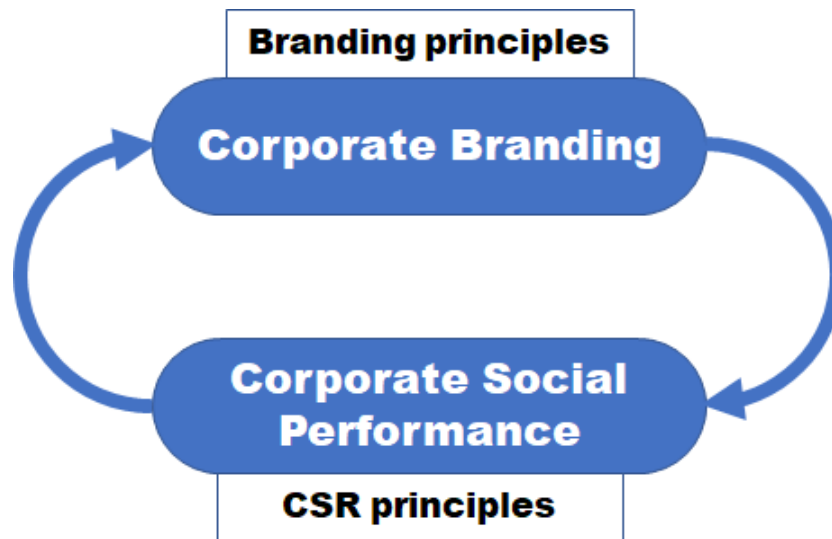 Branding principles
Corporate Branding
Corporate Social
Performance
CSR principles